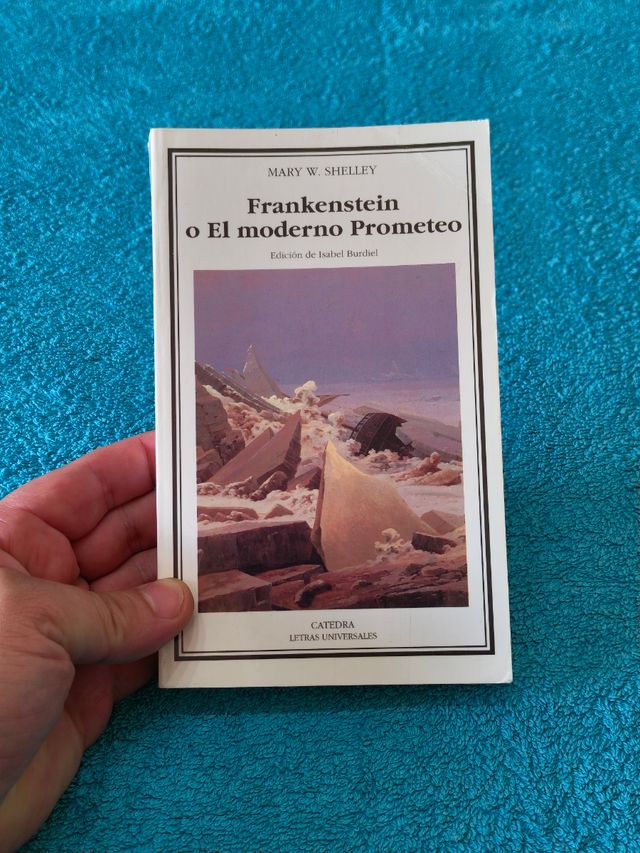 MARY W. SHELLEY
Frankenstein
o El moderno Prometeo
Edición de Isabel Burdiel
CATEDRA
LETRAS UNIVERSALES